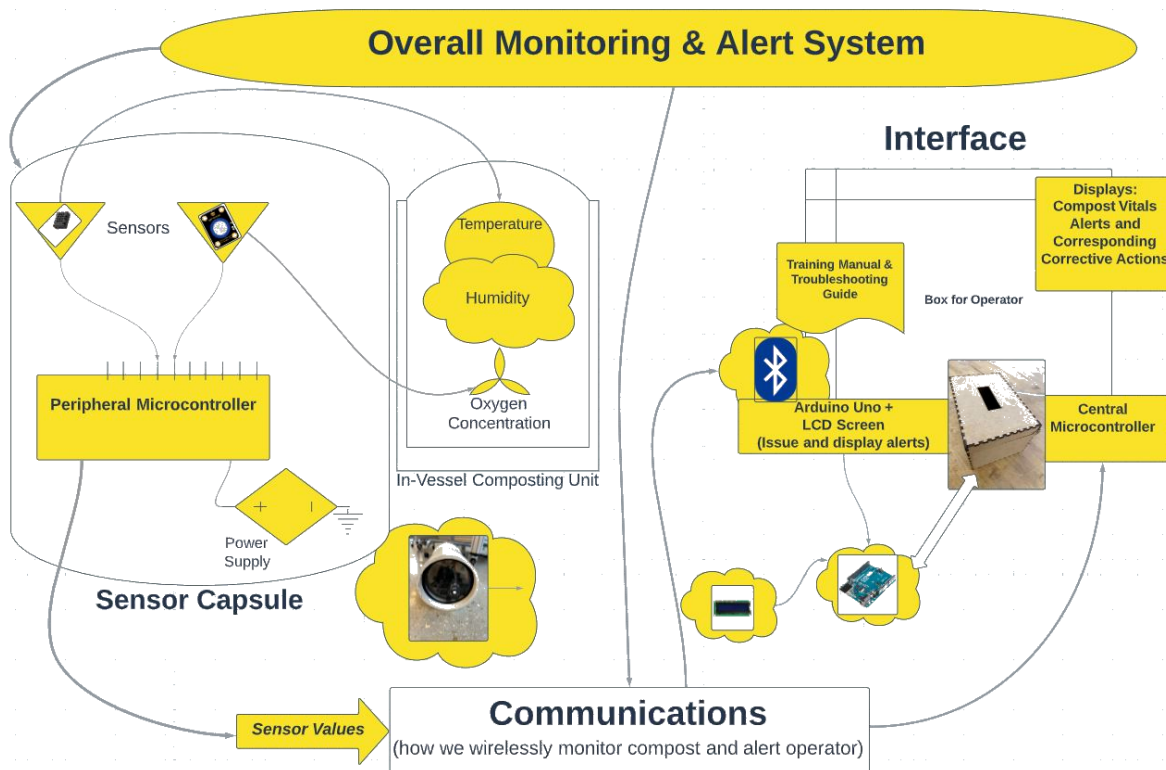 Overall Monitoring & Alert System
Interface
Sensors
Temperature
Humidity
Oxygen
Concentration
In-Vessel Composting Unit
Peripheral Microcontroller
+
-
Power
Supply
Sensor Capsule
Displays:
Compost Vitals
Alerts and
Corresponding
Corrective Actions
Training Manual &
Troubleshooting
Guide
Box for Operator
Arduino Uno +
LCD Screen
(Issue and display alerts)
Central
Microcontroller
Sensor Values
Communications
(how we wirelessly monitor compost and alert operator)